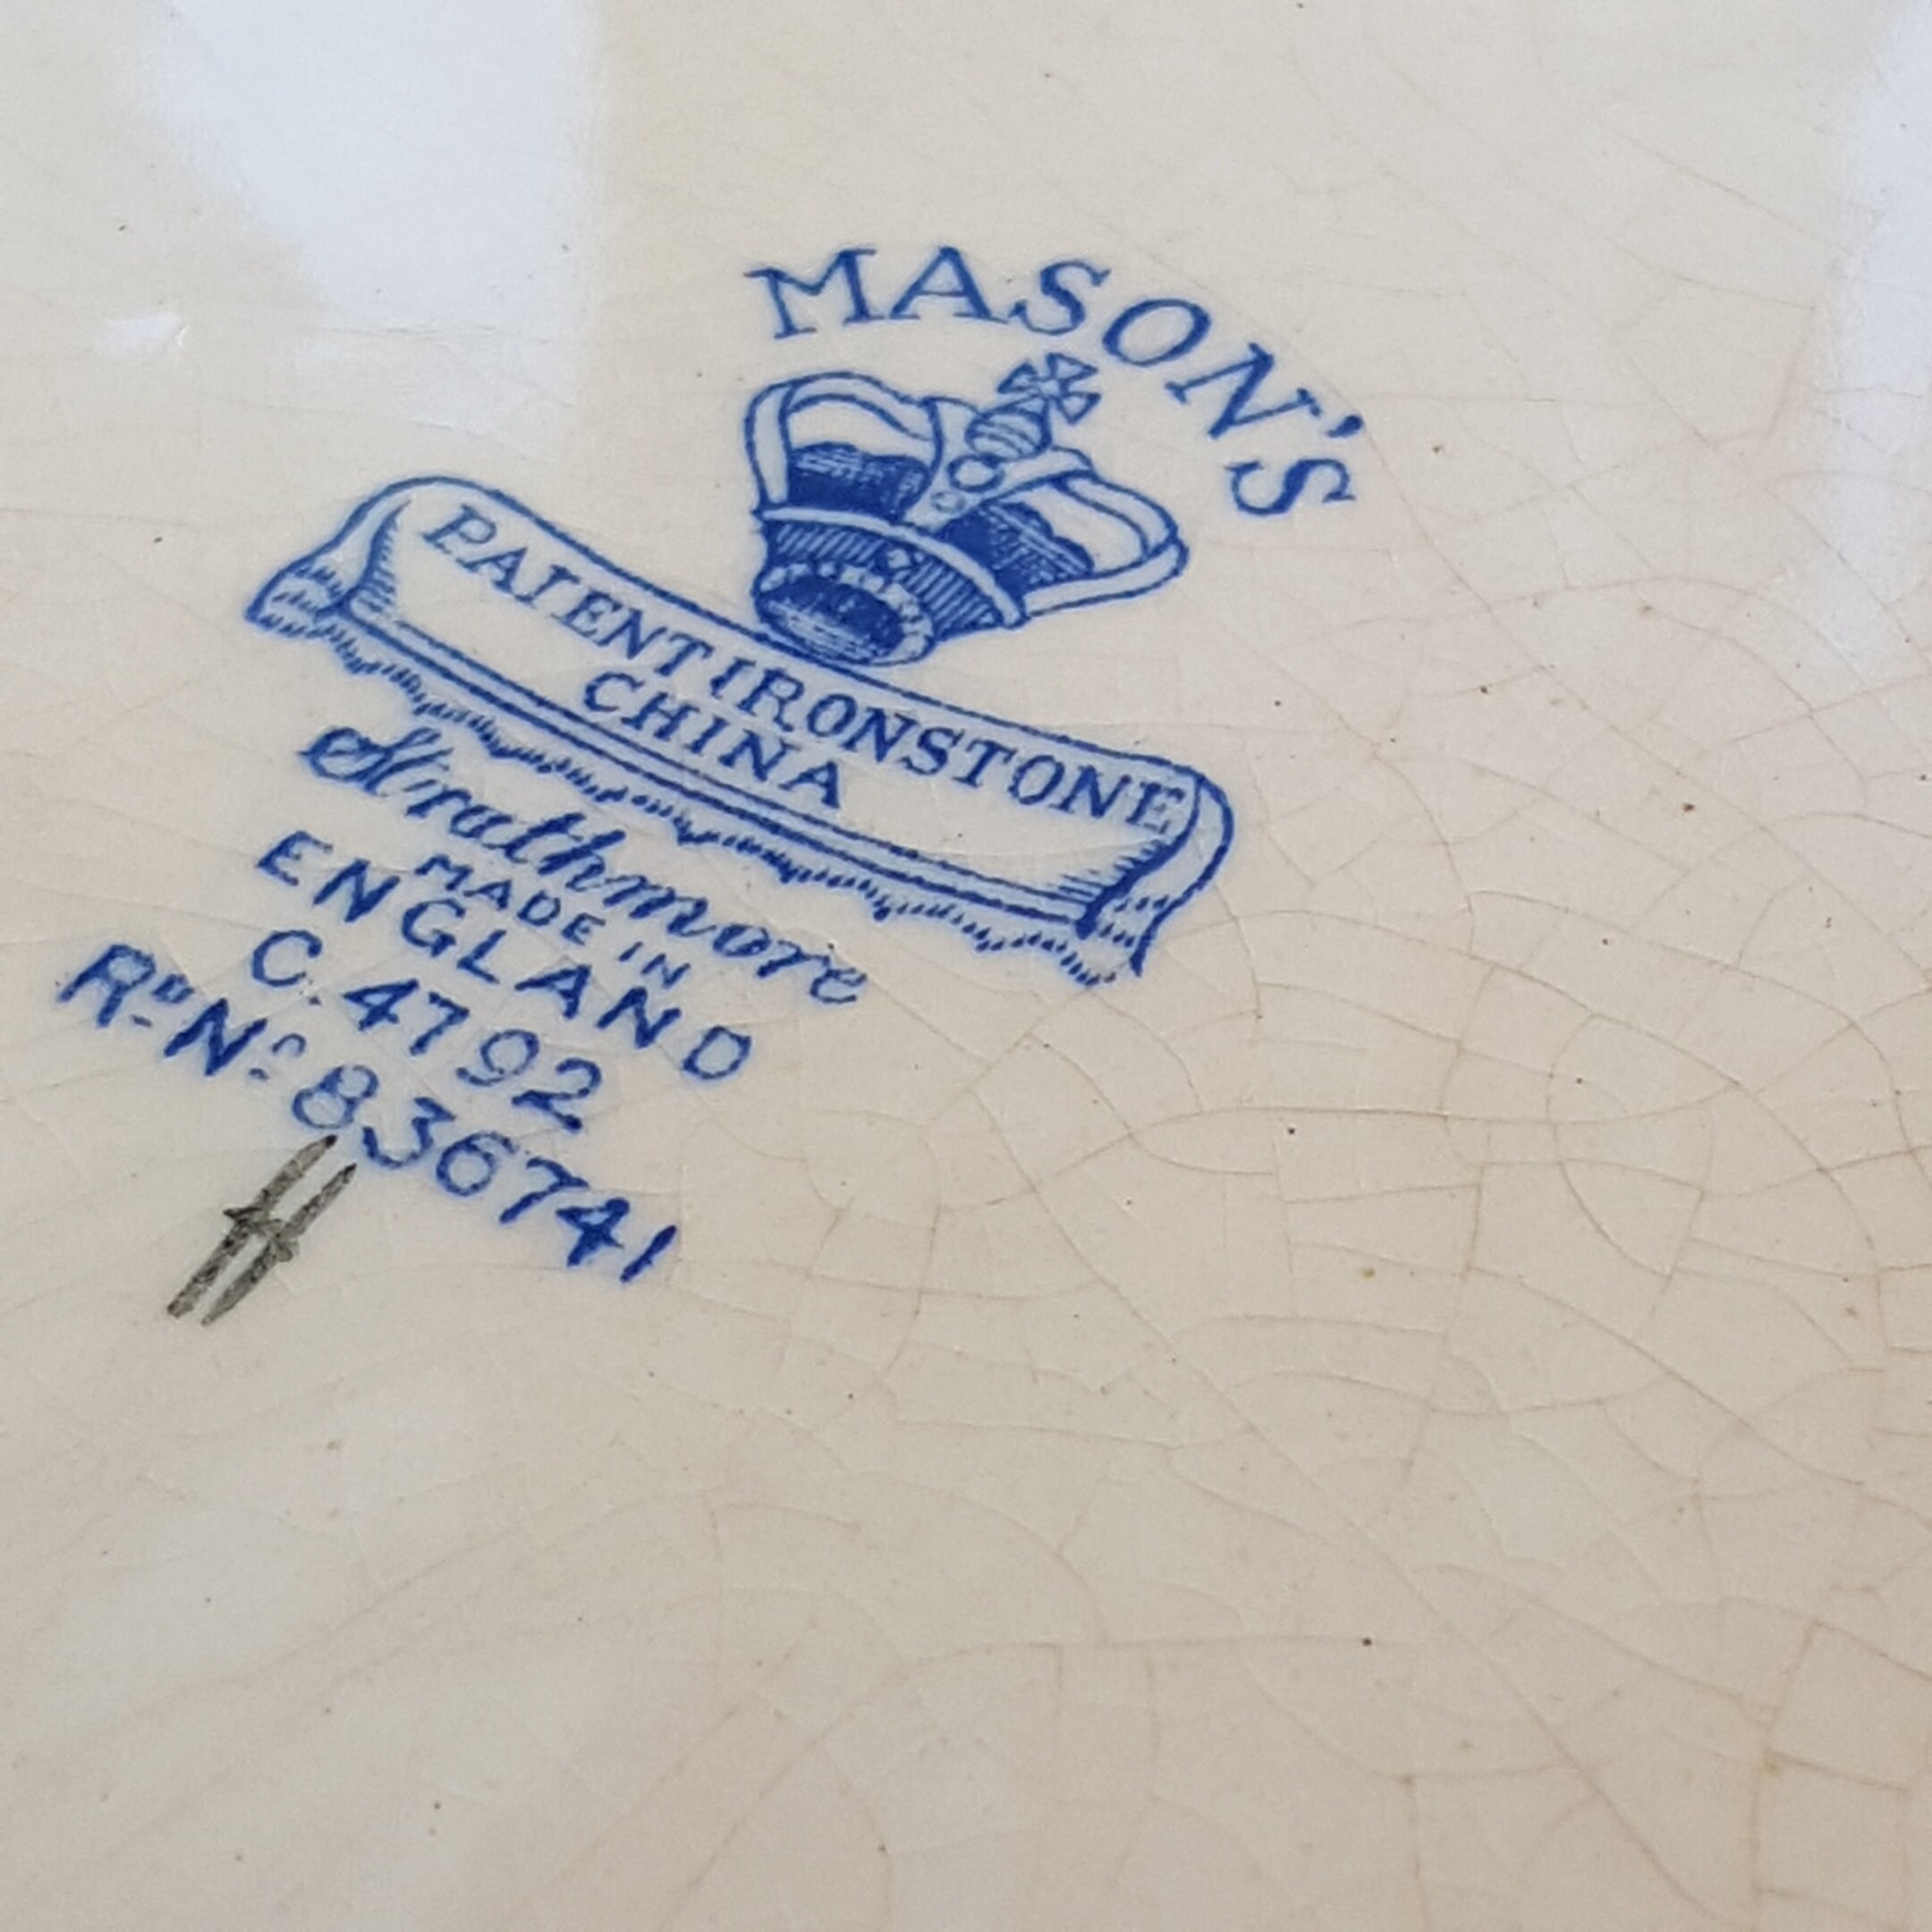 MASON'S
PATENT IRONSTONE
CHINA
Strathmore
MADE IN
ENGLAND
C.4792
Rᴰ Nº 836741